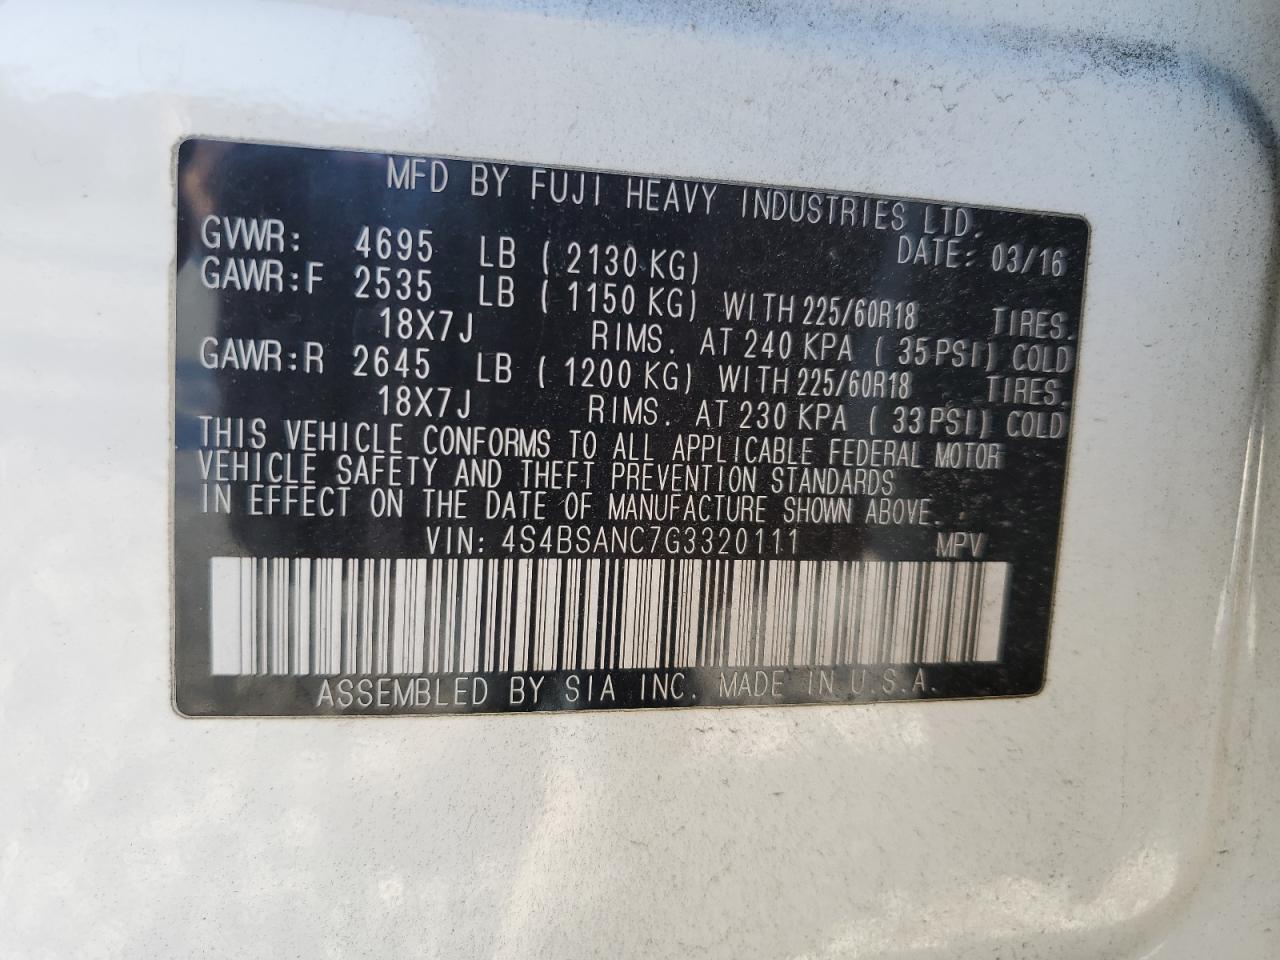 MFD BY FUJI HEAVY INDUSTRIES LTD.
DATE: 03/16
GVWR: 4695 LB ( 2130 KG)
GAWR:F 2535 LB ( 1150 KG) WITH 225/60R18 TIRES.
18X7J RIMS. AT 240 KPA ( 35 PSI) COLD
GAWR:R 2645 LB ( 1200 KG) WITH 225/60R18 TIRES.
18X7J RIMS. AT 230 KPA ( 33 PSI) COLD
THIS VEHICLE CONFORMS TO ALL APPLICABLE FEDERAL MOTOR
VEHICLE SAFETY AND THEFT PREVENTION STANDARDS
IN EFFECT ON THE DATE OF MANUFACTURE SHOWN ABOVE.
VIN: 4S4BSANC7G3320111 MPV
ASSEMBLED BY SIA INC. MADE IN U.S.A.